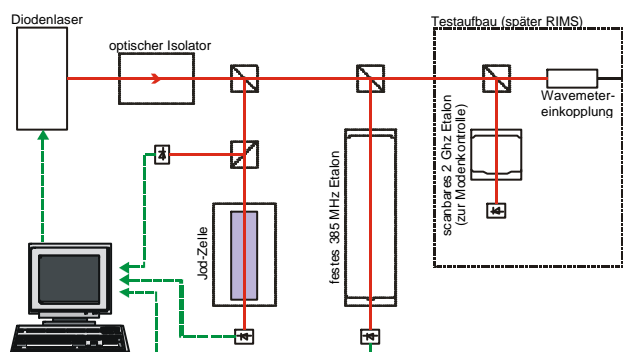 Diodenlaser
optischer Isolator
Testaufbau (später RIMS)
Wavemeter-
einkopplung
scanbares 2 Ghz Etalon
(zur Modenkontrolle)
festes 385 MHz Etalon
Jod-Zelle